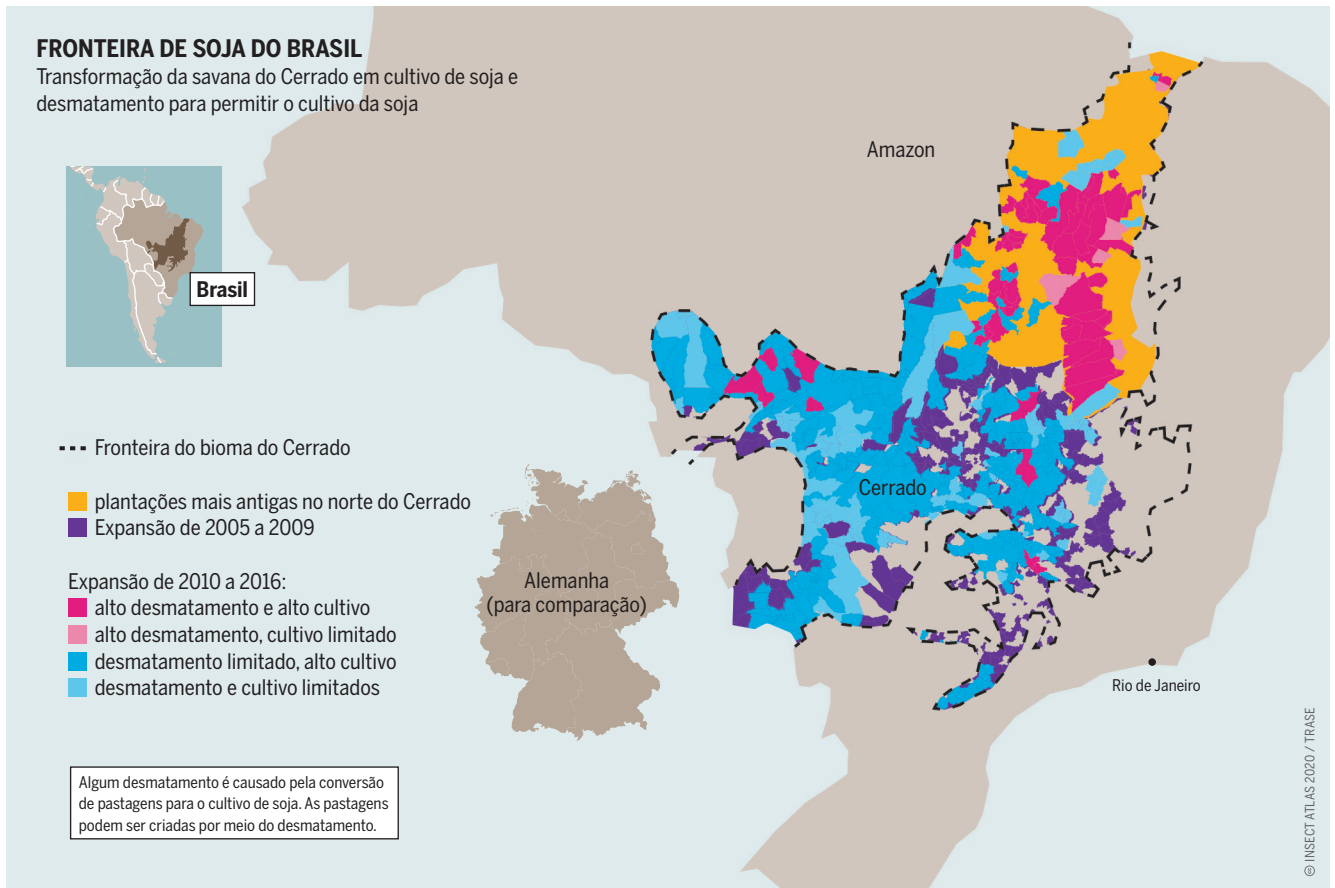 FRONTEIRA DE SOJA DO BRASIL
Transformação da savana do Cerrado em cultivo de soja e
desmatamento para permitir o cultivo da soja
Amazon
Brasil
Fronteira do bioma do Cerrado
plantações mais antigas no norte do Cerrado
Expansão de 2005 a 2009
Expansão de 2010 a 2016:
alto desmatamento e alto cultivo
alto desmatamento, cultivo limitado
desmatamento limitado, alto cultivo
desmatamento e cultivo limitados
Cerrado
Alemanha
(para comparação)
Rio de Janeiro
Algum desmatamento é causado pela conversão
de pastagens para o cultivo de soja. As pastagens
podem ser criadas por meio do desmatamento.
© INSECT ATLAS 2020 / TRASE